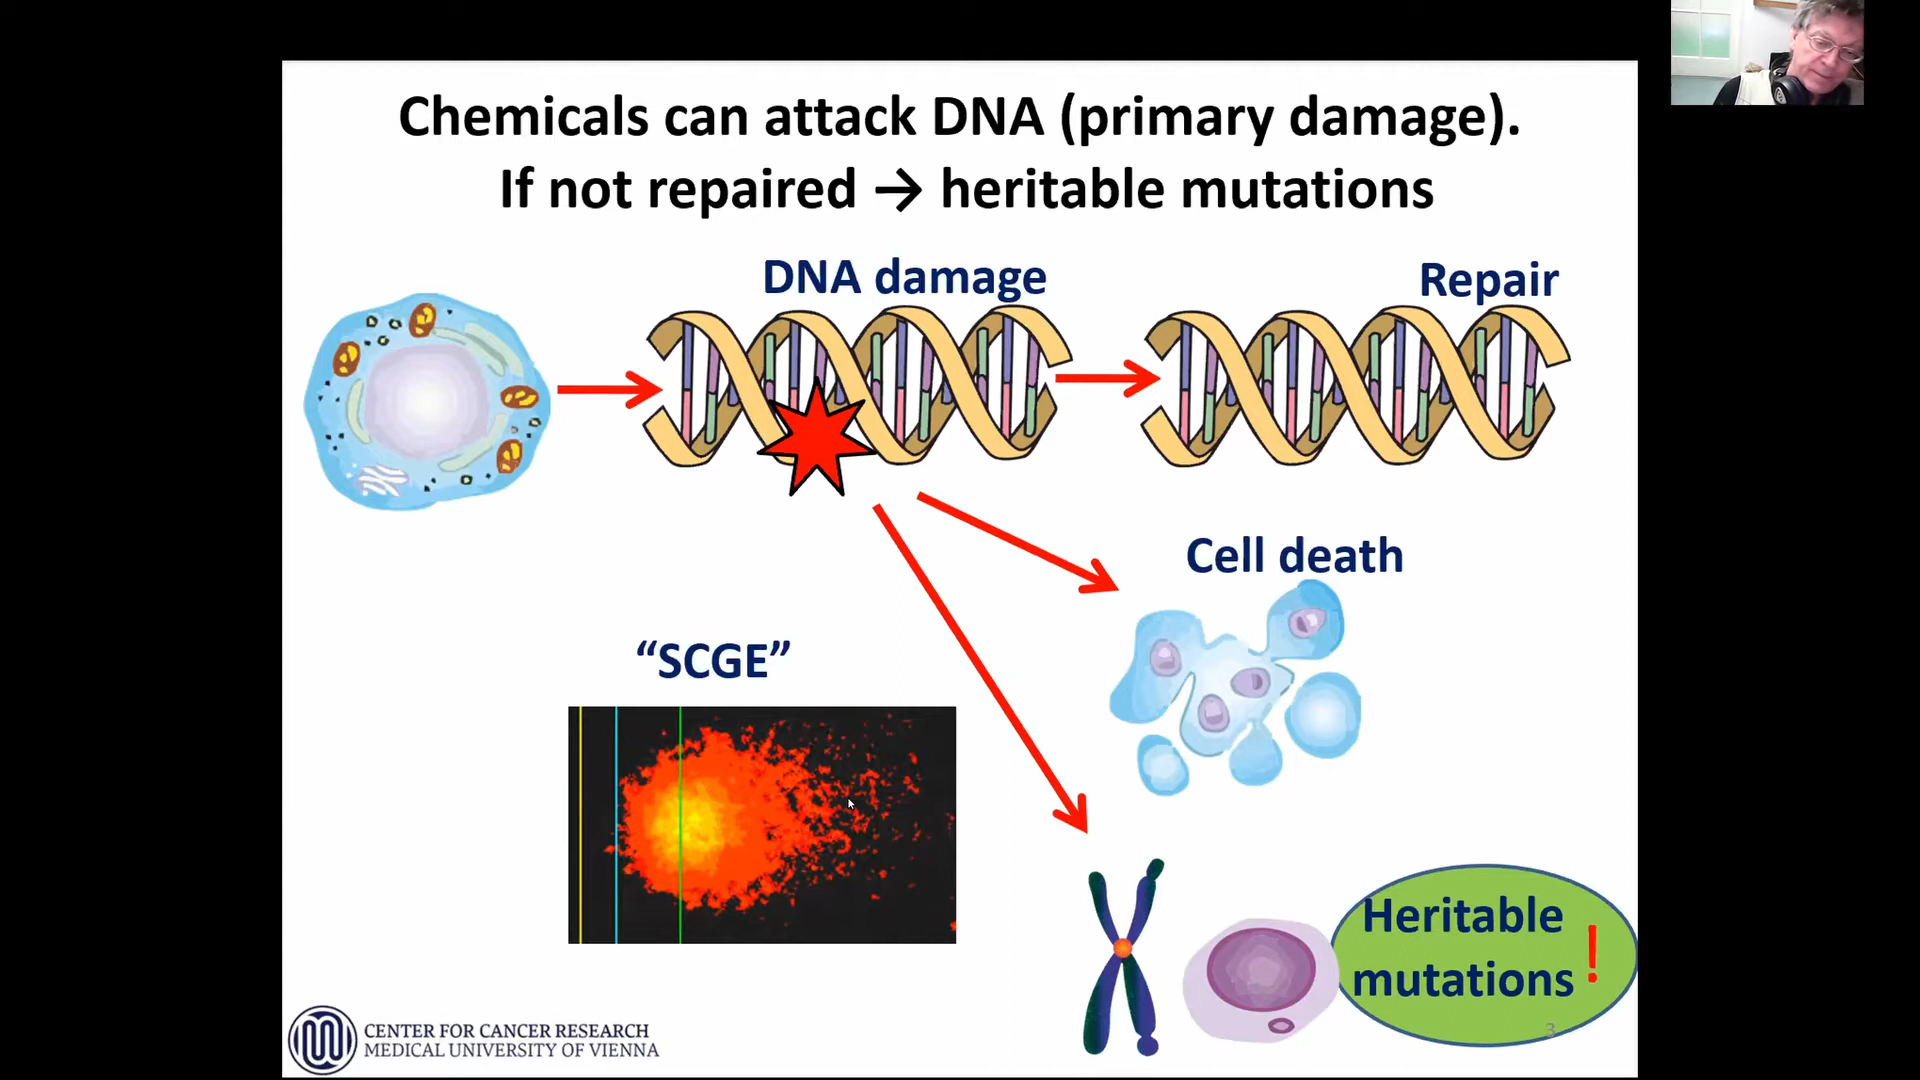 Chemicals can attack DNA (primary damage).
If not repaired → heritable mutations
DNA damage
Repair
Cell death
“SCGE”
Heritable
mutations !
3
CENTER FOR CANCER RESEARCH
MEDICAL UNIVERSITY OF VIENNA